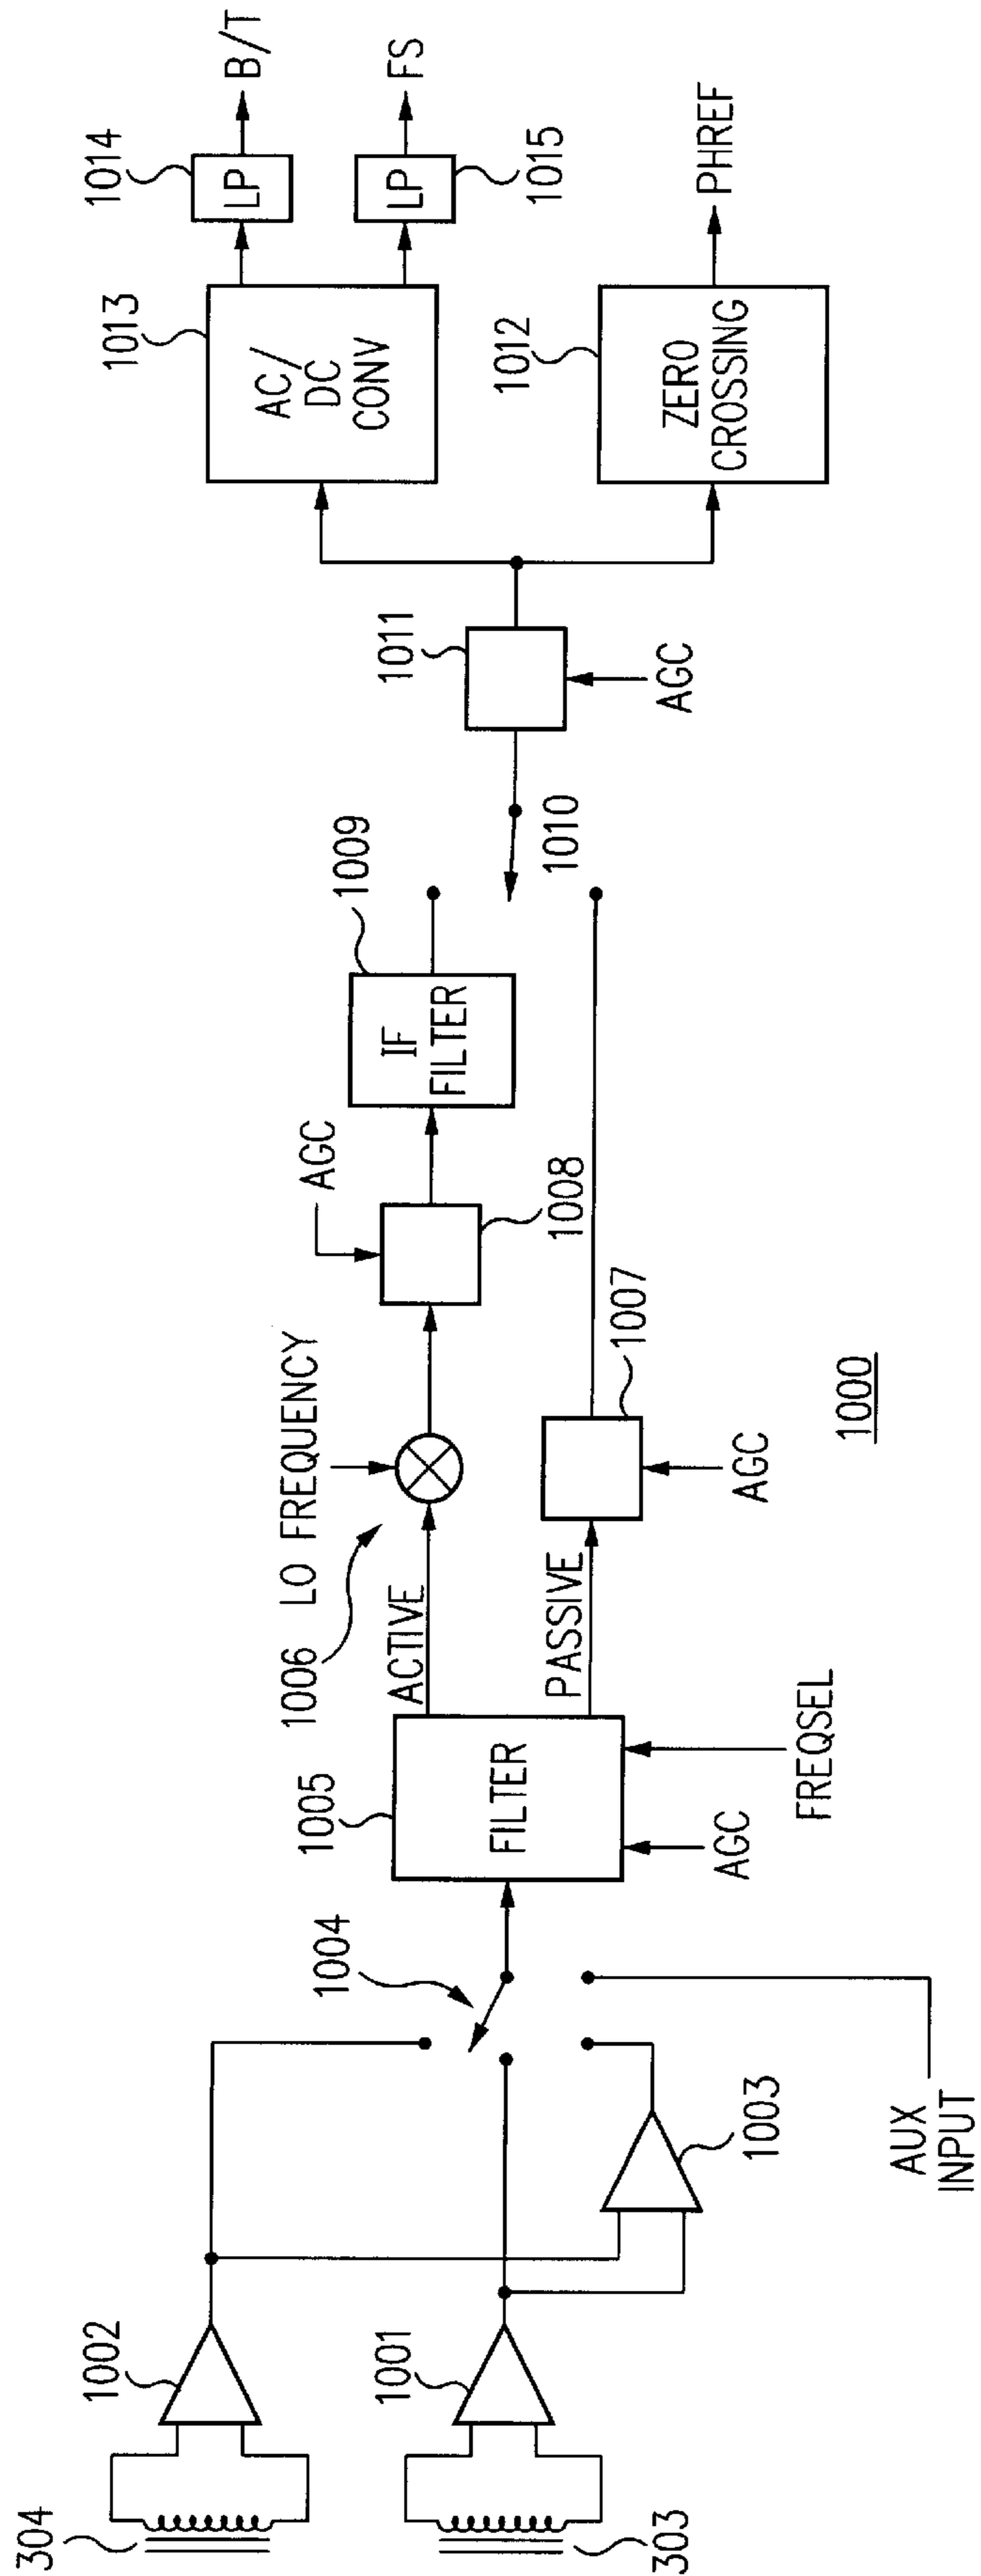 304
1002
303
1001
1003
AUX
INPUT
1004
1005
FILTER
AGC
FREQSEL
ACTIVE
PASSIVE
1006
LO FREQUENCY
1007
AGC
AGC
1008
1009
IF
FILTER
1010
1011
AGC
1013
AC/
DC
CONV
1012
ZERO
CROSSING
1014
LP
B/T
LP
1015
FS
PHREF
1000